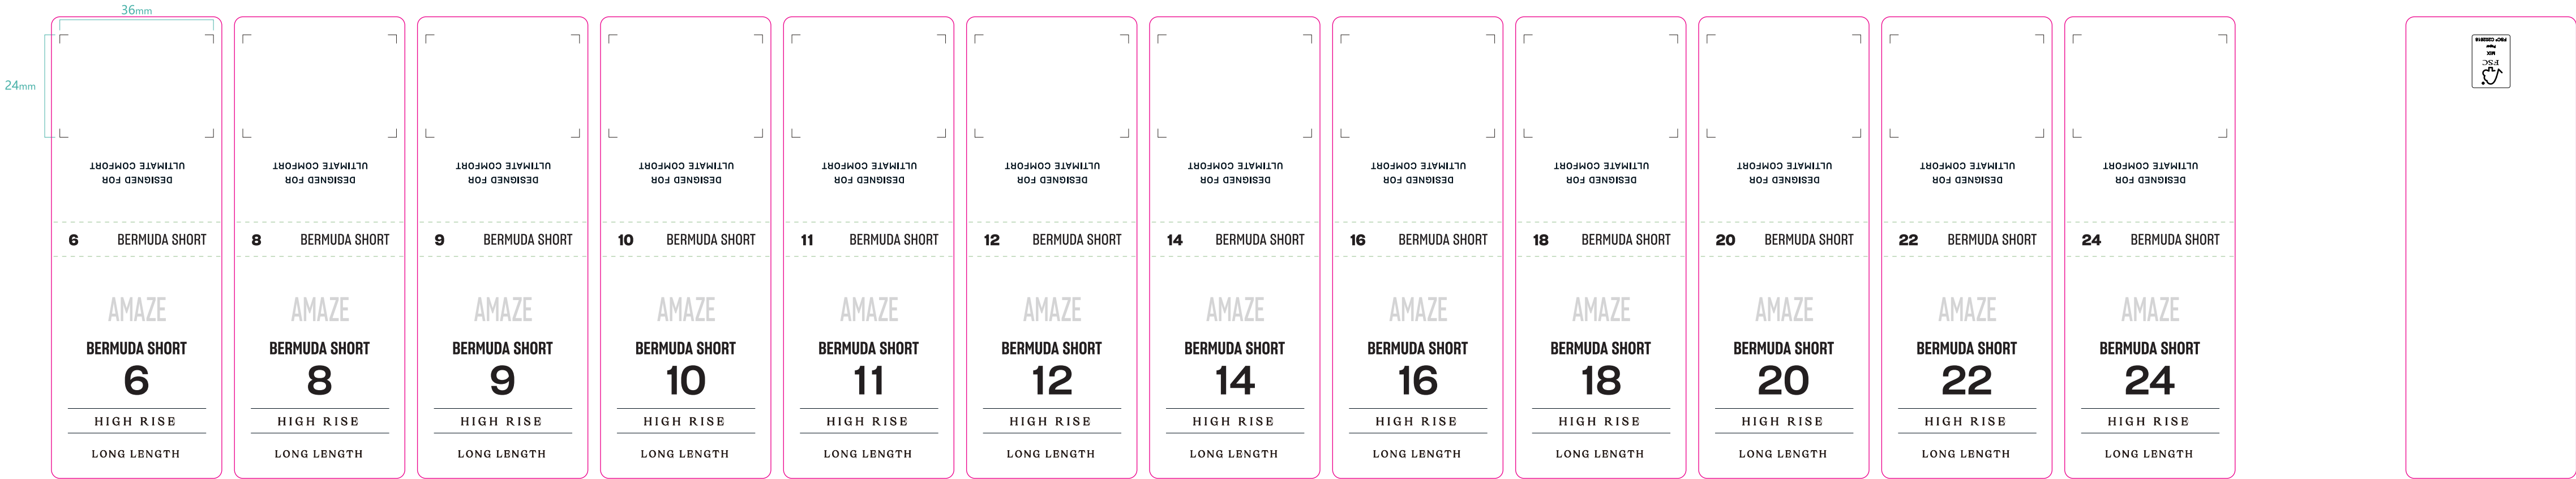 36mm
24mm
DESIGNED FOR
ULTIMATE COMFORT
6 BERMUDA SHORT
AMAZE
BERMUDA SHORT
6
HIGH RISE
LONG LENGTH
DESIGNED FOR
ULTIMATE COMFORT
8 BERMUDA SHORT
AMAZE
BERMUDA SHORT
8
HIGH RISE
LONG LENGTH
DESIGNED FOR
ULTIMATE COMFORT
9 BERMUDA SHORT
AMAZE
BERMUDA SHORT
9
HIGH RISE
LONG LENGTH
DESIGNED FOR
ULTIMATE COMFORT
10 BERMUDA SHORT
AMAZE
BERMUDA SHORT
10
HIGH RISE
LONG LENGTH
DESIGNED FOR
ULTIMATE COMFORT
11 BERMUDA SHORT
AMAZE
BERMUDA SHORT
11
HIGH RISE
LONG LENGTH
DESIGNED FOR
ULTIMATE COMFORT
12 BERMUDA SHORT
AMAZE
BERMUDA SHORT
12
HIGH RISE
LONG LENGTH
DESIGNED FOR
ULTIMATE COMFORT
14 BERMUDA SHORT
AMAZE
BERMUDA SHORT
14
HIGH RISE
LONG LENGTH
DESIGNED FOR
ULTIMATE COMFORT
16 BERMUDA SHORT
AMAZE
BERMUDA SHORT
16
HIGH RISE
LONG LENGTH
DESIGNED FOR
ULTIMATE COMFORT
18 BERMUDA SHORT
AMAZE
BERMUDA SHORT
18
HIGH RISE
LONG LENGTH
DESIGNED FOR
ULTIMATE COMFORT
20 BERMUDA SHORT
AMAZE
BERMUDA SHORT
20
HIGH RISE
LONG LENGTH
DESIGNED FOR
ULTIMATE COMFORT
22 BERMUDA SHORT
AMAZE
BERMUDA SHORT
22
HIGH RISE
LONG LENGTH
DESIGNED FOR
ULTIMATE COMFORT
24 BERMUDA SHORT
AMAZE
BERMUDA SHORT
24
HIGH RISE
LONG LENGTH
FSC
MIX
Paper